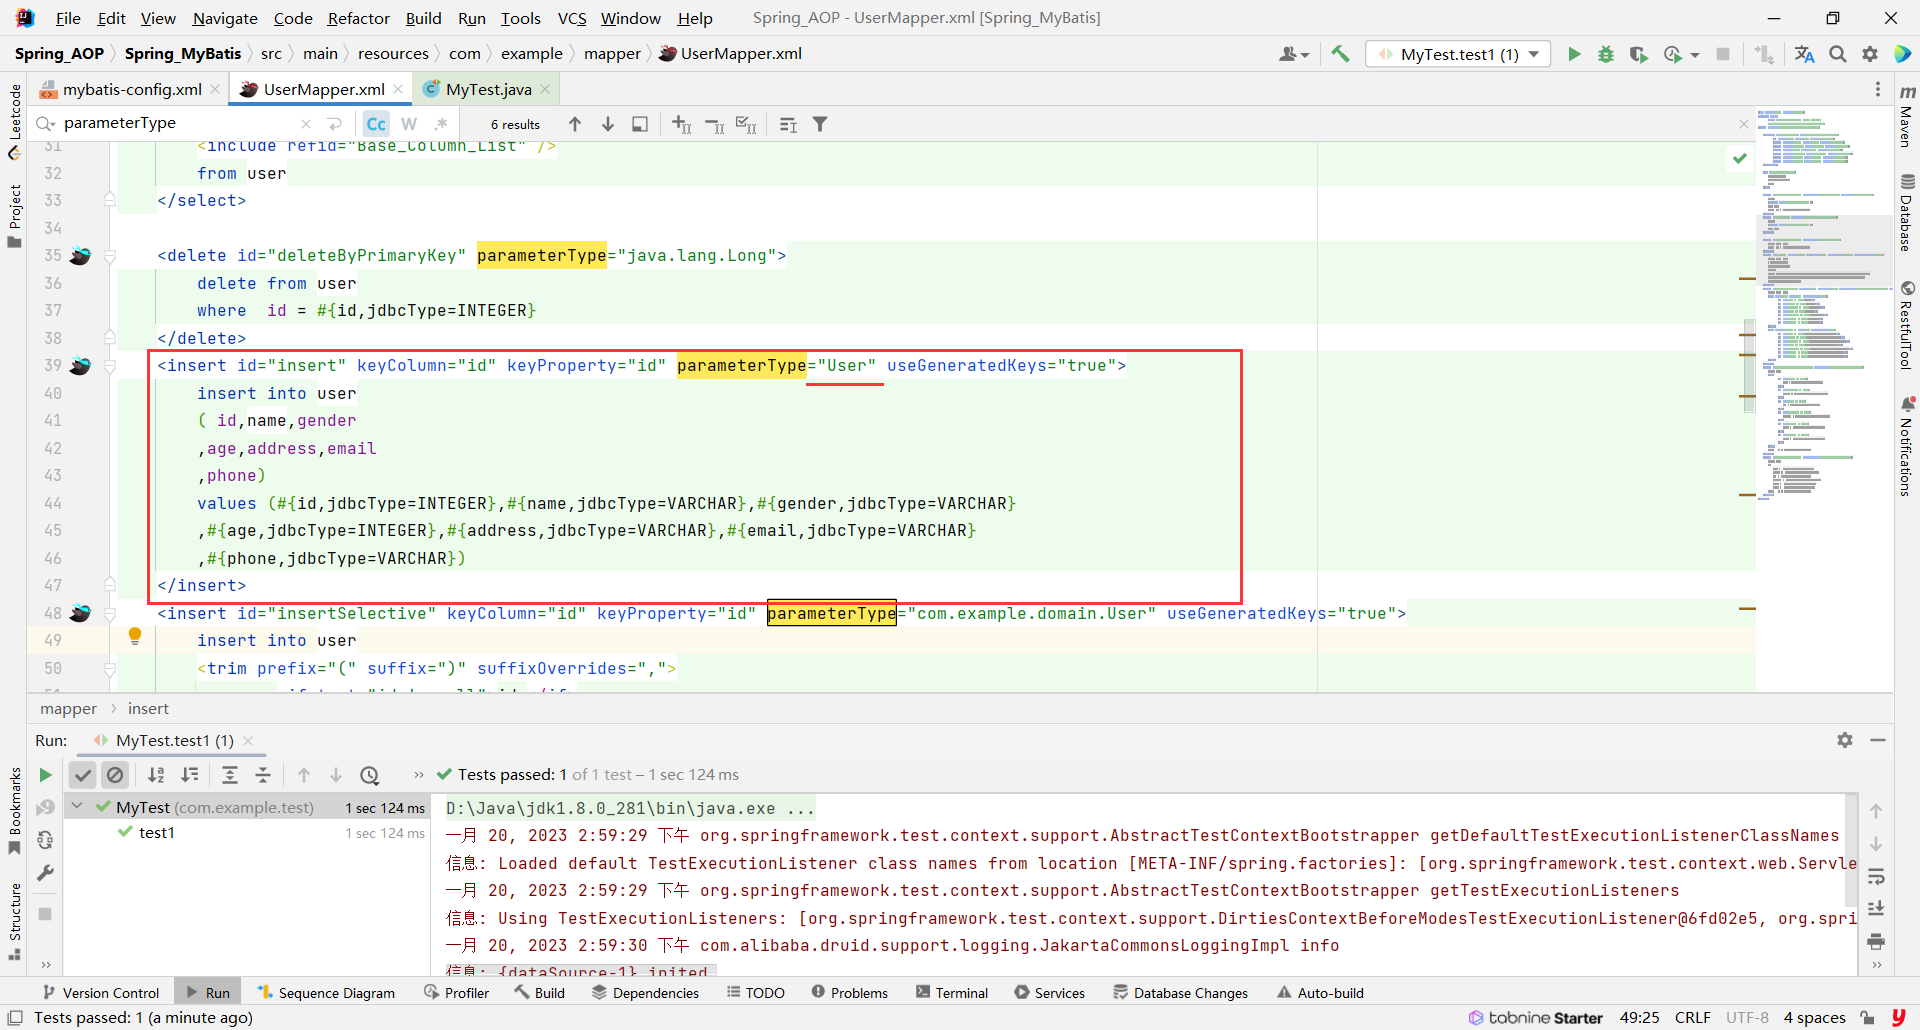 File Edit View Navigate Code Refactor Build Run Tools VCS Window Help Spring_AOP - UserMapper.xml [Spring_MyBatis]
Spring_AOP Spring_MyBatis src main resources com example mapper UserMapper.xml MyTest.test1 (1)
mybatis-config.xml UserMapper.xml MyTest.java
parameterType Cc W .* 6 results
31 <include refid="Base_Column_List" />
32 from user
33 </select>
34
35 <delete id="deleteByPrimaryKey" parameterType="java.lang.Long">
36 delete from user
37 where  id = #{id,jdbcType=INTEGER}
38 </delete>
39 <insert id="insert" keyColumn="id" keyProperty="id" parameterType="User" useGeneratedKeys="true">
40 insert into user
41 ( id,name,gender
42 ,age,address,email
43 ,phone)
44 values (#{id,jdbcType=INTEGER},#{name,jdbcType=VARCHAR},#{gender,jdbcType=VARCHAR}
45 ,#{age,jdbcType=INTEGER},#{address,jdbcType=VARCHAR},#{email,jdbcType=VARCHAR}
46 ,#{phone,jdbcType=VARCHAR})
47 </insert>
48 <insert id="insertSelective" keyColumn="id" keyProperty="id" parameterType="com.example.domain.User" useGeneratedKeys="true">
49 insert into user
50 <trim prefix="(" suffix=")" suffixOverrides=",">
mapper insert
Run: MyTest.test1 (1)
Tests passed: 1 of 1 test – 1 sec 124 ms
MyTest (com.example.test) 1 sec 124 ms
test1 1 sec 124 ms
D:\Java\jdk1.8.0_281\bin\java.exe ...
一月 20, 2023 2:59:29 下午 org.springframework.test.context.support.AbstractTestContextBootstrapper getDefaultTestExecutionListenerClassNames
信息: Loaded default TestExecutionListener class names from location [META-INF/spring.factories]: [org.springframework.test.context.web.Servle
一月 20, 2023 2:59:29 下午 org.springframework.test.context.support.AbstractTestContextBootstrapper getTestExecutionListeners
信息: Using TestExecutionListeners: [org.springframework.test.context.support.DirtiesContextBeforeModesTestExecutionListener@6fd02e5, org.spri
一月 20, 2023 2:59:30 下午 com.alibaba.druid.support.logging.JakartaCommonsLoggingImpl info
信息: {dataSource-1} inited
Version Control Run Sequence Diagram Profiler Build Dependencies TODO Problems Terminal Services Database Changes Auto-build
Tests passed: 1 (a minute ago) tabnine Starter 49:25 CRLF UTF-8 4 spaces
Leetcode
Project
Bookmarks
Structure
Maven
Database
RestfulTool
Notifications